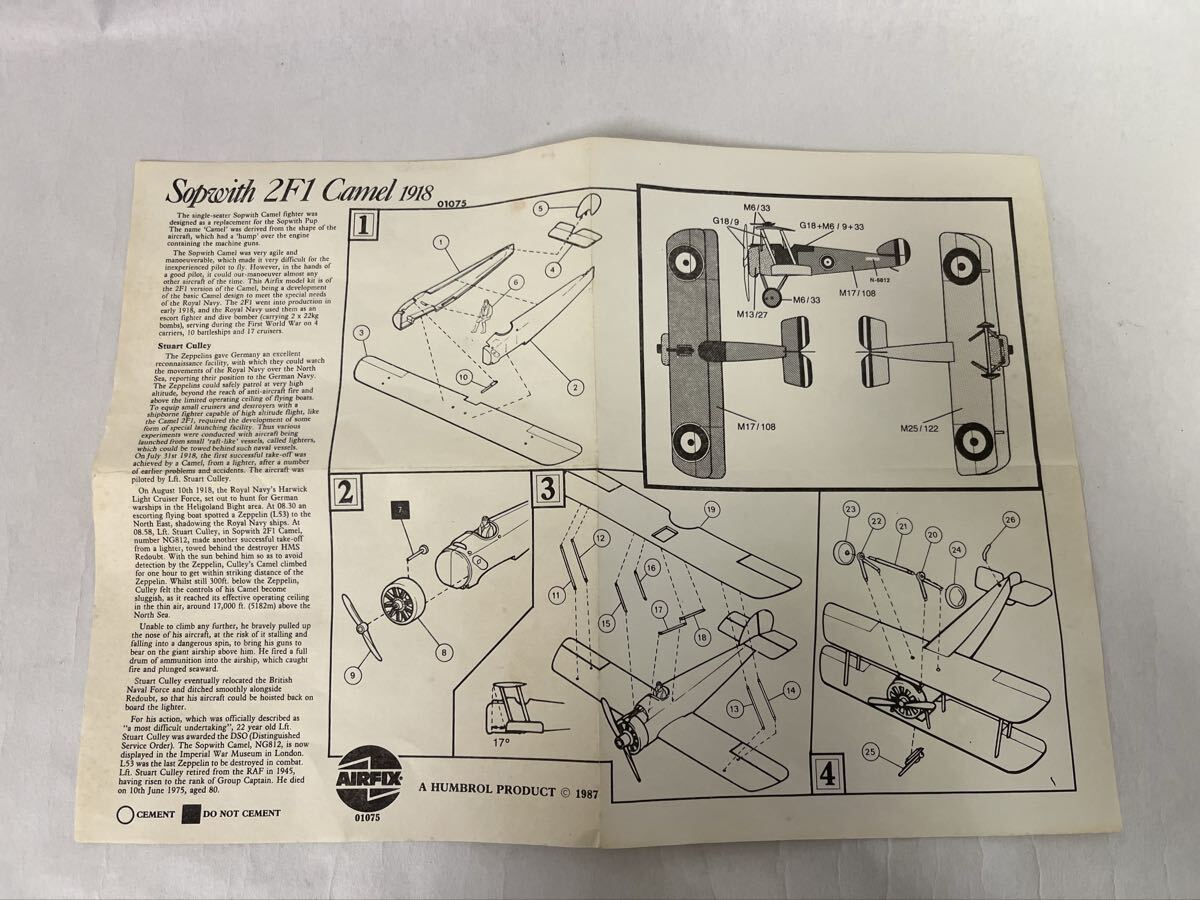 Sopwith 2F1 Camel 1918
01075
The single-seater Sopwith Camel fighter was
designed as a replacement for the Sopwith Pup.
The name 'Camel' was derived from the shape of the
aircraft, which had a 'hump' over the engine
containing the machine guns.
The Sopwith Camel was very agile and
manoeuverable, which made it very difficult for the
inexperienced pilot to fly. However, in the hands of
a good pilot, it could out-manoeuver almost any
other aircraft of the time. This Airfix model kit is of
the 2F1 version of the Camel, being a development
of the basic Camel design to meet the special needs
of the Royal Navy. The 2F1 went into production in
early 1918, and the Royal Navy used them as an
escort fighter and dive bomber (carrying 2 x 22kg
bombs), serving during the First World War on 4
carriers, 10 battleships and 17 cruisers.
Stuart Culley
The Zeppelins gave Germany an excellent
reconnaissance facility, with which they could watch
the movements of the Royal Navy over the North
Sea, reporting their position to the German Navy.
The Zeppelins could safely patrol at very high
altitude, beyond the reach of anti-aircraft fire and
above the limited operating ceiling of flying boats.
To equip small cruisers and destroyers with a
shipborne fighter capable of high altitude flight, like
the Camel 2F1, required the development of some
form of special launching facility. Thus various
experiments were conducted with aircraft being
launched from small 'raft-like' vessels, called lighters,
which could be towed behind such naval vessels.
On July 31st 1918, the first successful take-off was
achieved by a Camel, from a lighter, after a number
of earlier problems and accidents. The aircraft was
piloted by Lft. Stuart Culley.
On August 10th 1918, the Royal Navy's Harwick
Light Cruiser Force, set out to hunt for German
warships in the Heligoland Bight area. At 08.30 an
escorting flying boat spotted a Zeppelin (L53) to the
North East, shadowing the Royal Navy ships. At
08.58, Lft. Stuart Culley, in Sopwith 2F1 Camel,
number NG812, made another successful take-off
from a lighter, towed behind the destroyer HMS
Redoubt. With the sun behind him so as to avoid
detection by the Zeppelin, Culley's Camel climbed
for one hour to get within striking distance of the
Zeppelin. Whilst still 300ft. below the Zeppelin,
Culley felt the controls of his Camel become
sluggish, as it reached its effective operating ceiling
in the thin air, around 17,000 ft. (5182m) above the
North Sea.
Unable to climb any further, he bravely pulled up
the nose of his aircraft, at the risk of it stalling and
falling into a dangerous spin, to bring his guns to
bear on the giant airship above him. He fired a full
drum of ammunition into the airship, which caught
fire and plunged seaward.
Stuart Culley eventually relocated the British
Naval Force and ditched smoothly alongside
Redoubt, so that his aircraft could be hoisted back on
board the lighter.
For his action, which was officially described as
"a most difficult undertaking", 22 year old Lft.
Stuart Culley was awarded the DSO (Distinguished
Service Order). The Sopwith Camel, NG812, is now
displayed in the Imperial War Museum in London.
L53 was the last Zeppelin to be destroyed in combat.
Lft. Stuart Culley retired from the RAF in 1945,
having risen to the rank of Group Captain. He died
on 10th June 1975, aged 80.
CEMENT DO NOT CEMENT
1
1
2
3
4
5
6
10
M6/33
G18/9
G18+M6 / 9+33
N-6812
M17/108
M6/33
M13/27
M17/108
M25/122
2
7
8
9
17°
3
11
12
13
14
15
16
17
18
19
4
20
21
22
23
24
25
26
AIRFIX
01075
A HUMBROL PRODUCT © 1987